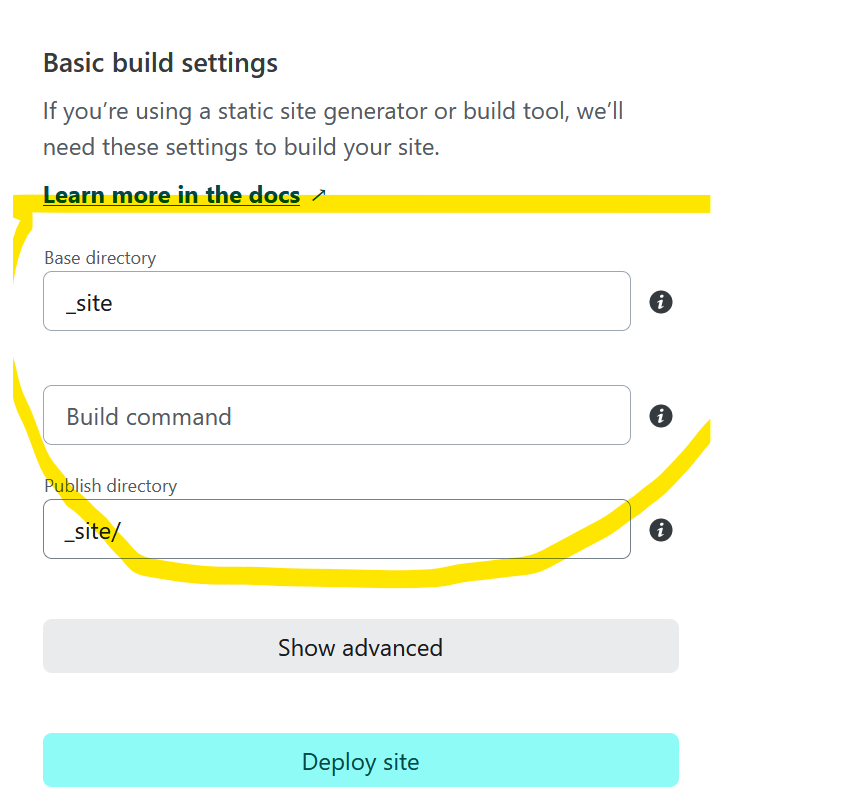 Basic build settings
If you’re using a static site generator or build tool, we’ll
need these settings to build your site.
Learn more in the docs ↗
Base directory
_site
Build command
Publish directory
_site/
Show advanced
Deploy site